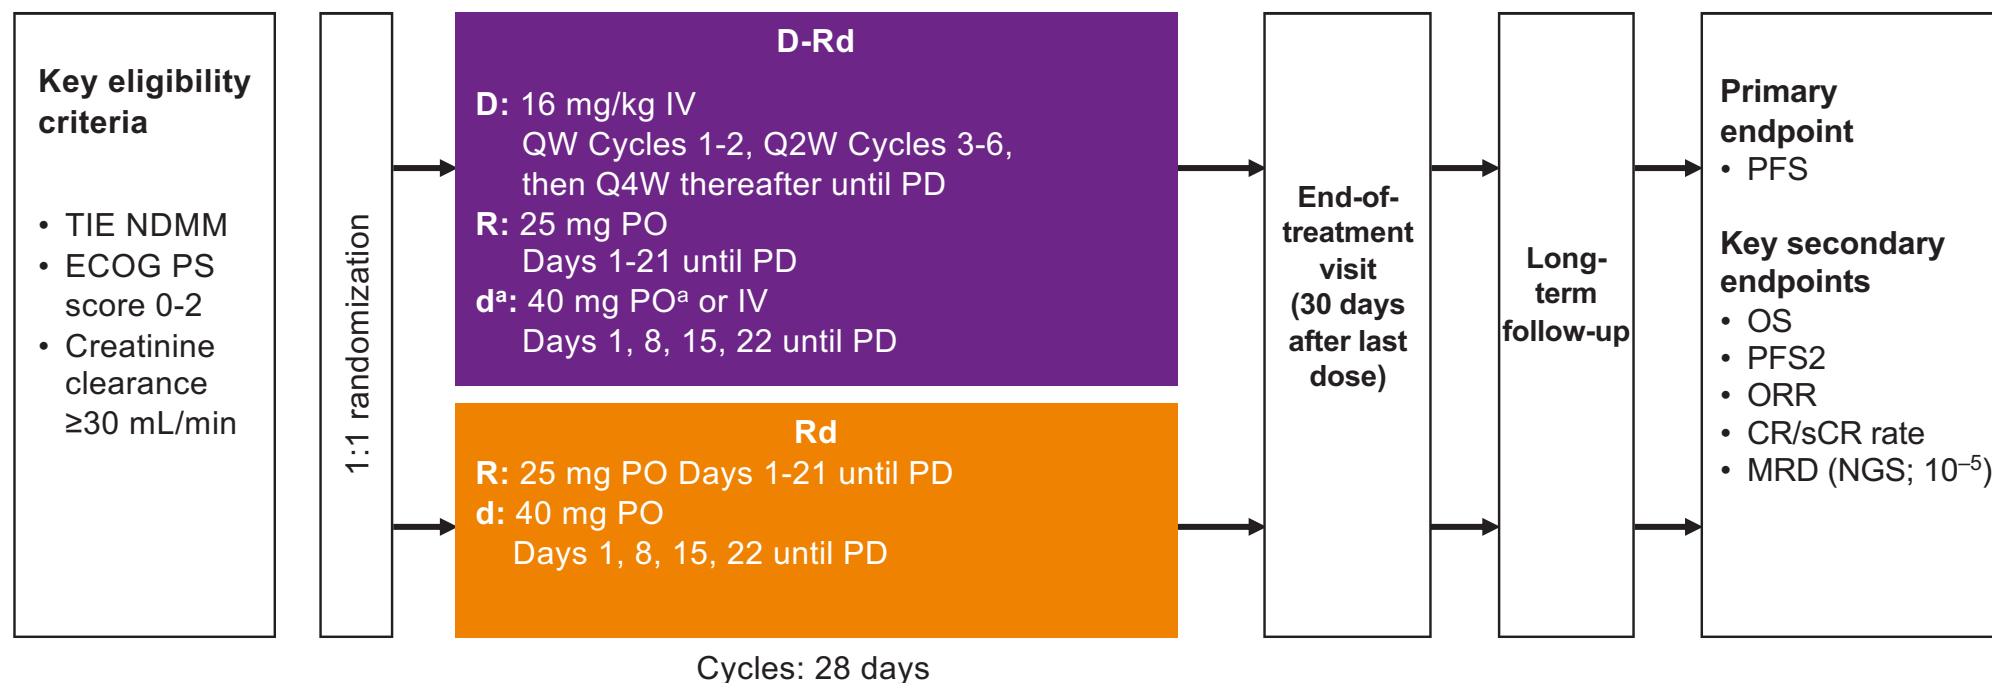 Key eligibility
criteria
• TIE NDMM
• ECOG PS
score 0-2
• Creatinine
clearance
≥30 mL/min
1:1 randomization
D-Rd
D: 16 mg/kg IV
QW Cycles 1-2, Q2W Cycles 3-6,
then Q4W thereafter until PD
R: 25 mg PO
Days 1-21 until PD
dᵃ: 40 mg POᵃ or IV
Days 1, 8, 15, 22 until PD
Rd
R: 25 mg PO Days 1-21 until PD
d: 40 mg PO
Days 1, 8, 15, 22 until PD
Cycles: 28 days
End-of-
treatment
visit
(30 days
after last
dose)
Long-
term
follow-up
Primary
endpoint
• PFS
Key secondary
endpoints
• OS
• PFS2
• ORR
• CR/sCR rate
• MRD (NGS; 10⁻⁵)